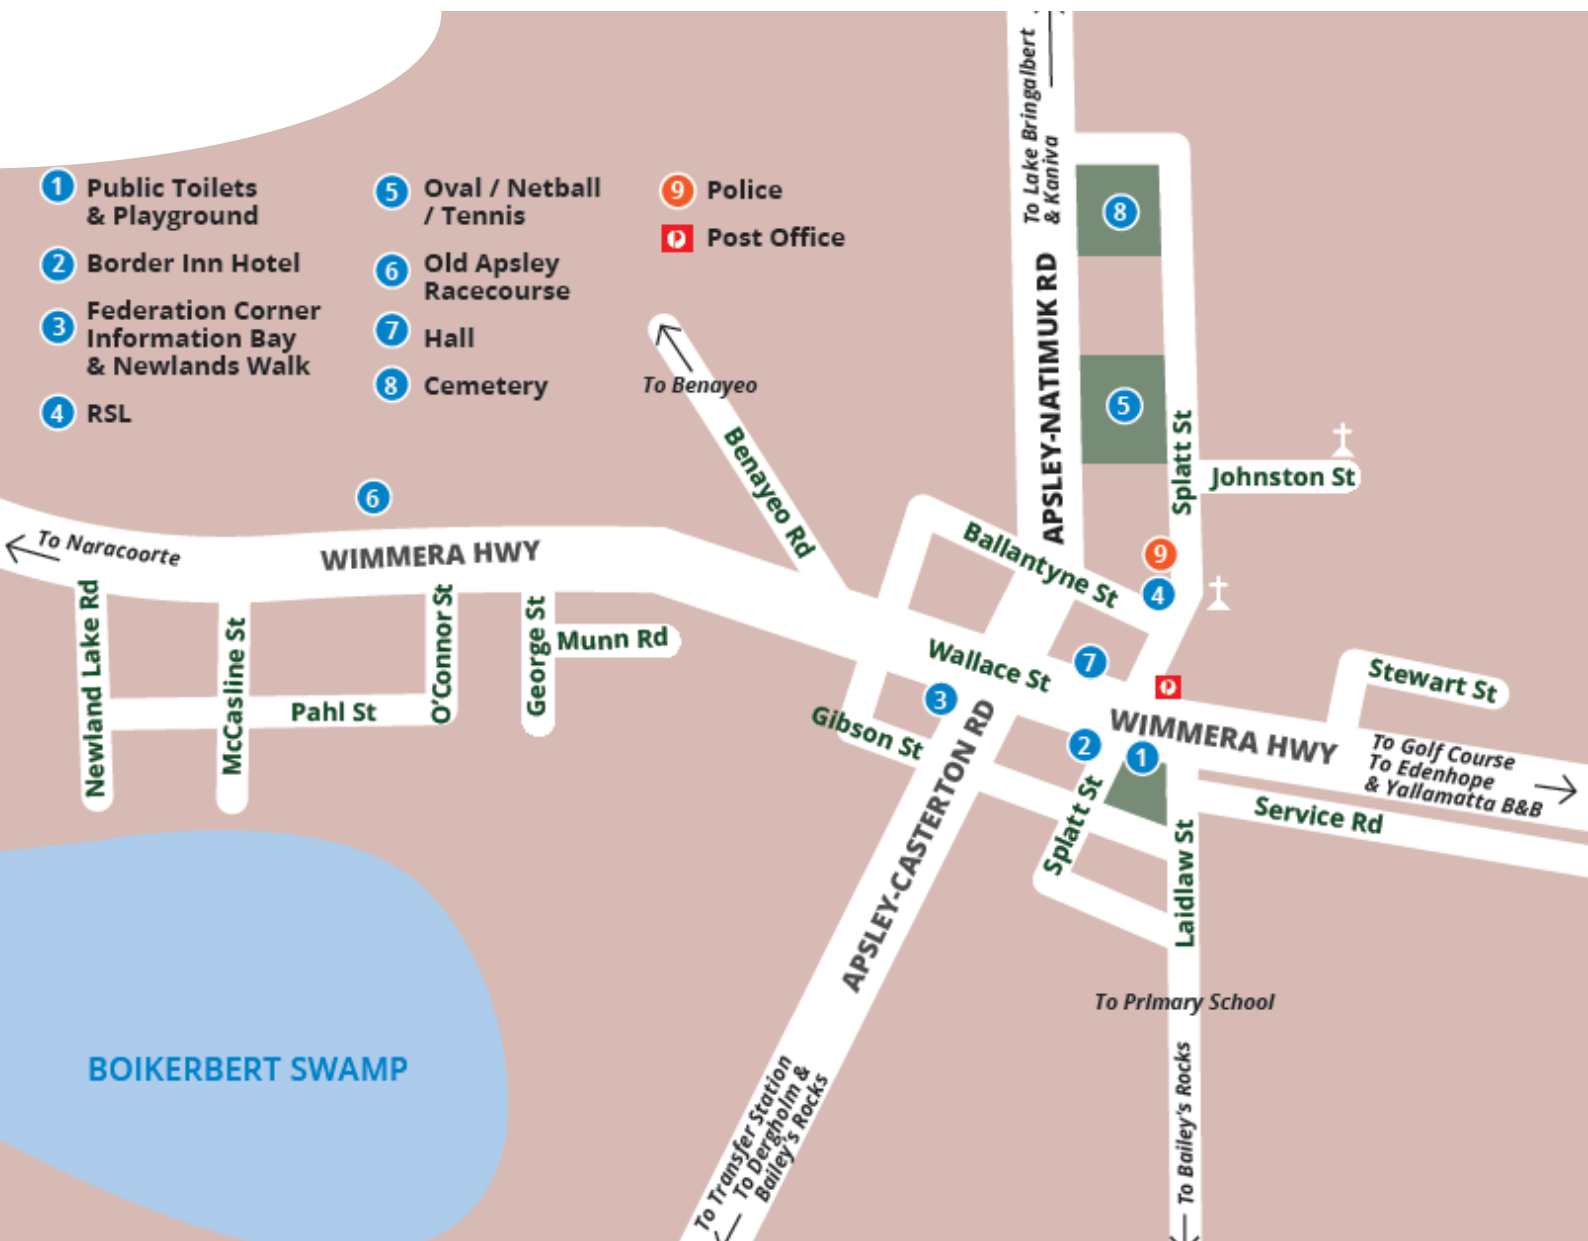 1 Public Toilets
& Playground
2 Border Inn Hotel
3 Federation Corner
Information Bay
& Newlands Walk
4 RSL
5 Oval / Netball
/ Tennis
6 Old Apsley
Racecourse
7 Hall
8 Cemetery
9 Police
Post Office
To Lake Bringalbert
& Kaniva
APSLEY-NATIMUK RD
8
5
Splatt St
Johnston St
To Benayeo
Benayeo Rd
6
To Naracoorte
WIMMERA HWY
Ballantyne St
9
4
Newland Lake Rd
McCasline St
O'Connor St
George St
Munn Rd
Pahl St
Wallace St
7
3
Gibson St
Stewart St
WIMMERA HWY
2
1
To Golf Course
To Edenhope
& Yallamatta B&B
Splatt St
Service Rd
Laidlaw St
APSLEY-CASTERTON RD
To PrImary School
BOIKERBERT SWAMP
To Transfer Station
To Dergholm &
Bailey's Rocks
To Bailey's Rocks